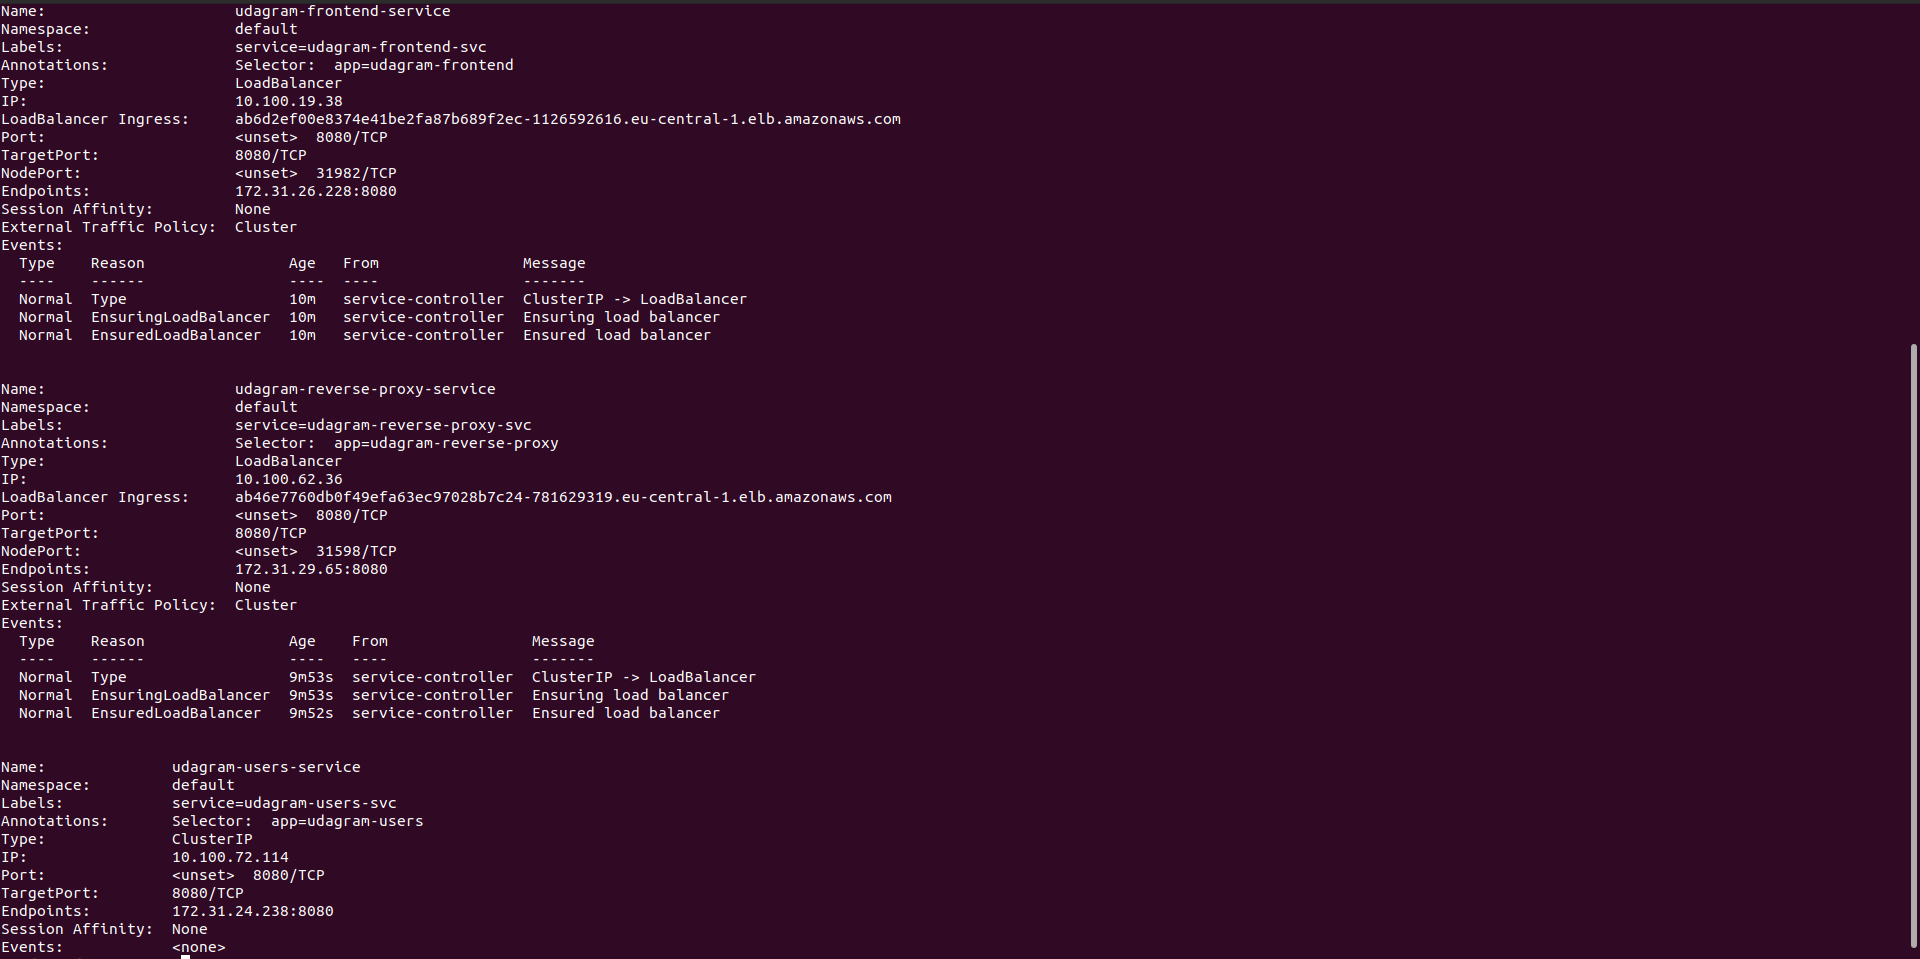 Name:                     udagram-frontend-service
Namespace:                default
Labels:                   service=udagram-frontend-svc
Annotations:              Selector:  app=udagram-frontend
Type:                     LoadBalancer
IP:                       10.100.19.38
LoadBalancer Ingress:     ab6d2ef00e8374e41be2fa87b689f2ec-1126592616.eu-central-1.elb.amazonaws.com
Port:                     <unset>  8080/TCP
TargetPort:               8080/TCP
NodePort:                 <unset>  31982/TCP
Endpoints:                172.31.26.228:8080
Session Affinity:         None
External Traffic Policy:  Cluster
Events:
  Type    Reason                Age   From                Message
  ----    ------                ----  ----                -------
  Normal  Type                  10m   service-controller  ClusterIP -> LoadBalancer
  Normal  EnsuringLoadBalancer  10m   service-controller  Ensuring load balancer
  Normal  EnsuredLoadBalancer   10m   service-controller  Ensured load balancer
Name:                     udagram-reverse-proxy-service
Namespace:                default
Labels:                   service=udagram-reverse-proxy-svc
Annotations:              Selector:  app=udagram-reverse-proxy
Type:                     LoadBalancer
IP:                       10.100.62.36
LoadBalancer Ingress:     ab46e7760db0f49efa63ec97028b7c24-781629319.eu-central-1.elb.amazonaws.com
Port:                     <unset>  8080/TCP
TargetPort:               8080/TCP
NodePort:                 <unset>  31598/TCP
Endpoints:                172.31.29.65:8080
Session Affinity:         None
External Traffic Policy:  Cluster
Events:
  Type    Reason                Age    From                Message
  ----    ------                ----   ----                -------
  Normal  Type                  9m53s  service-controller  ClusterIP -> LoadBalancer
  Normal  EnsuringLoadBalancer  9m53s  service-controller  Ensuring load balancer
  Normal  EnsuredLoadBalancer   9m52s  service-controller  Ensured load balancer
Name:              udagram-users-service
Namespace:         default
Labels:            service=udagram-users-svc
Annotations:       Selector:  app=udagram-users
Type:              ClusterIP
IP:                10.100.72.114
Port:              <unset>  8080/TCP
TargetPort:        8080/TCP
Endpoints:         172.31.24.238:8080
Session Affinity:  None
Events:            <none>